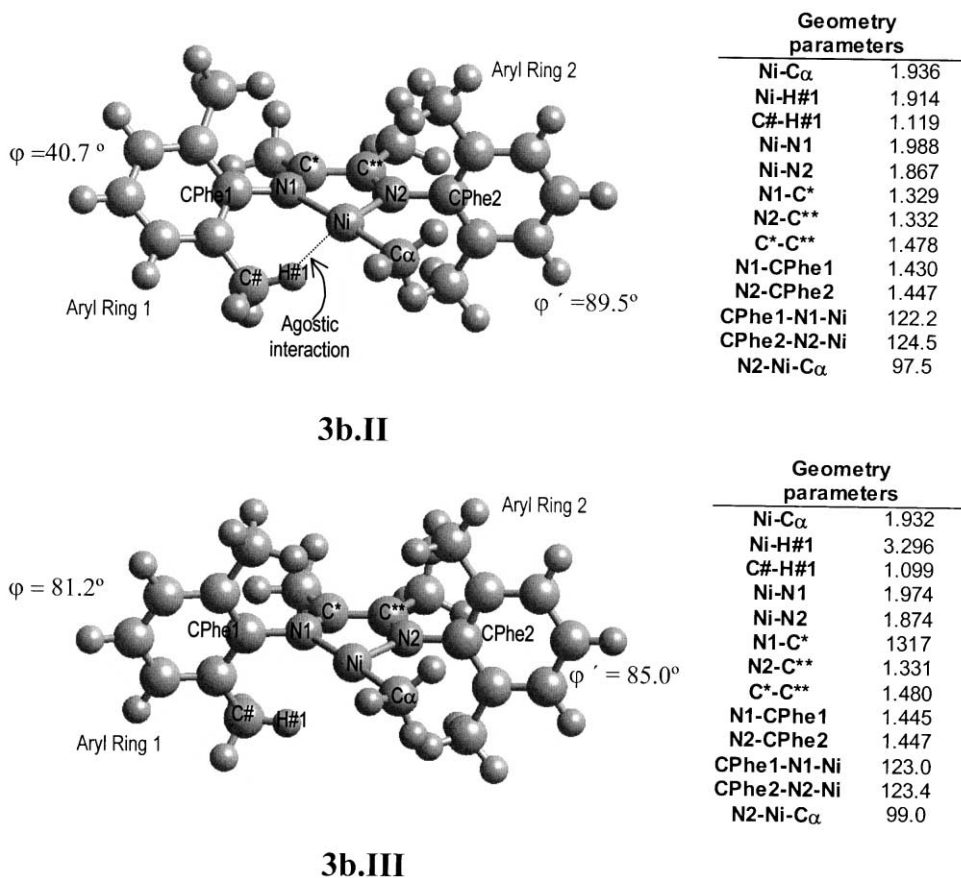 Aryl Ring 2
φ =40.7 º
C*
C**
CPhe1
N1
N2
CPhe2
Ni
Cα
C#
H#1
Aryl Ring 1
Agostic
interaction
φ ´ =89.5º
3b.II
Geometry
parameters
Ni-Cα 1.936
Ni-H#1 1.914
C#-H#1 1.119
Ni-N1 1.988
Ni-N2 1.867
N1-C* 1.329
N2-C** 1.332
C*-C** 1.478
N1-CPhe1 1.430
N2-CPhe2 1.447
CPhe1-N1-Ni 122.2
CPhe2-N2-Ni 124.5
N2-Ni-Cα 97.5
Aryl Ring 2
φ = 81.2º
C*
C**
CPhe1
N1
N2
CPhe2
Ni
Cα
φ ´ = 85.0º
C#
H#1
Aryl Ring 1
3b.III
Geometry
parameters
Ni-Cα 1.932
Ni-H#1 3.296
C#-H#1 1.099
Ni-N1 1.974
Ni-N2 1.874
N1-C* 1317
N2-C** 1.331
C*-C** 1.480
N1-CPhe1 1.445
N2-CPhe2 1.447
CPhe1-N1-Ni 123.0
CPhe2-N2-Ni 123.4
N2-Ni-Cα 99.0